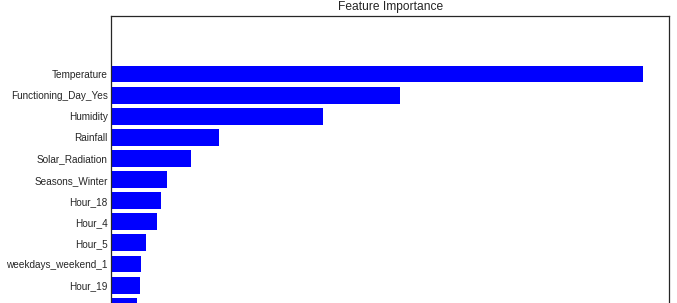 Feature Importance
Temperature
Functioning_Day_Yes
Humidity
Rainfall
Solar_Radiation
Seasons_Winter
Hour_18
Hour_4
Hour_5
weekdays_weekend_1
Hour_19